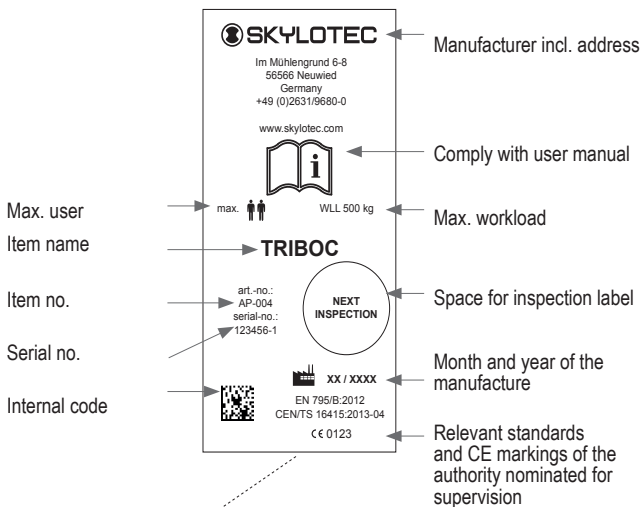 SKYLOTEC
Manufacturer incl. address
Im Mühlengrund 6-8
56566 Neuwied
Germany
+49 (0)2631/9680-0
www.skylotec.com
i
Comply with user manual
Max. user
max.
WLL 500 kg
Max. workload
Item name
TRIBOC
Item no.
art.-no.:
AP-004
serial-no.:
123456-1
NEXT
INSPECTION
Space for inspection label
Serial no.
XX / XXXX
Month and year of the
manufacture
Internal code
EN 795/B:2012
CEN/TS 16415:2013-04
CE 0123
Relevant standards
and CE markings of the
authority nominated for
supervision